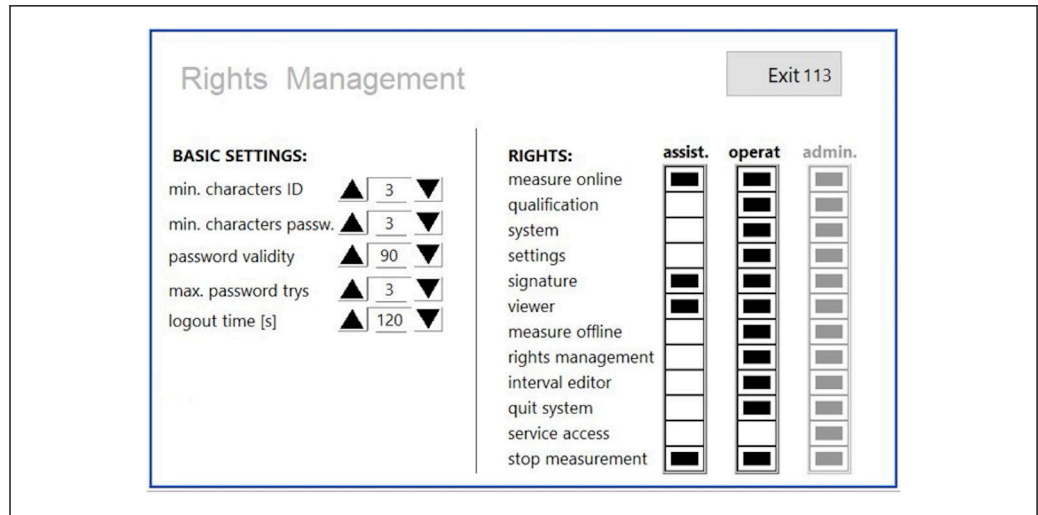 Rights Management
Exit 113
BASIC SETTINGS:
min. characters ID 3
min. characters passw. 3
password validity 90
max. password trys 3
logout time [s] 120
RIGHTS: assist. operat admin.
measure online
qualification
system
settings
signature
viewer
measure offline
rights management
interval editor
quit system
service access
stop measurement